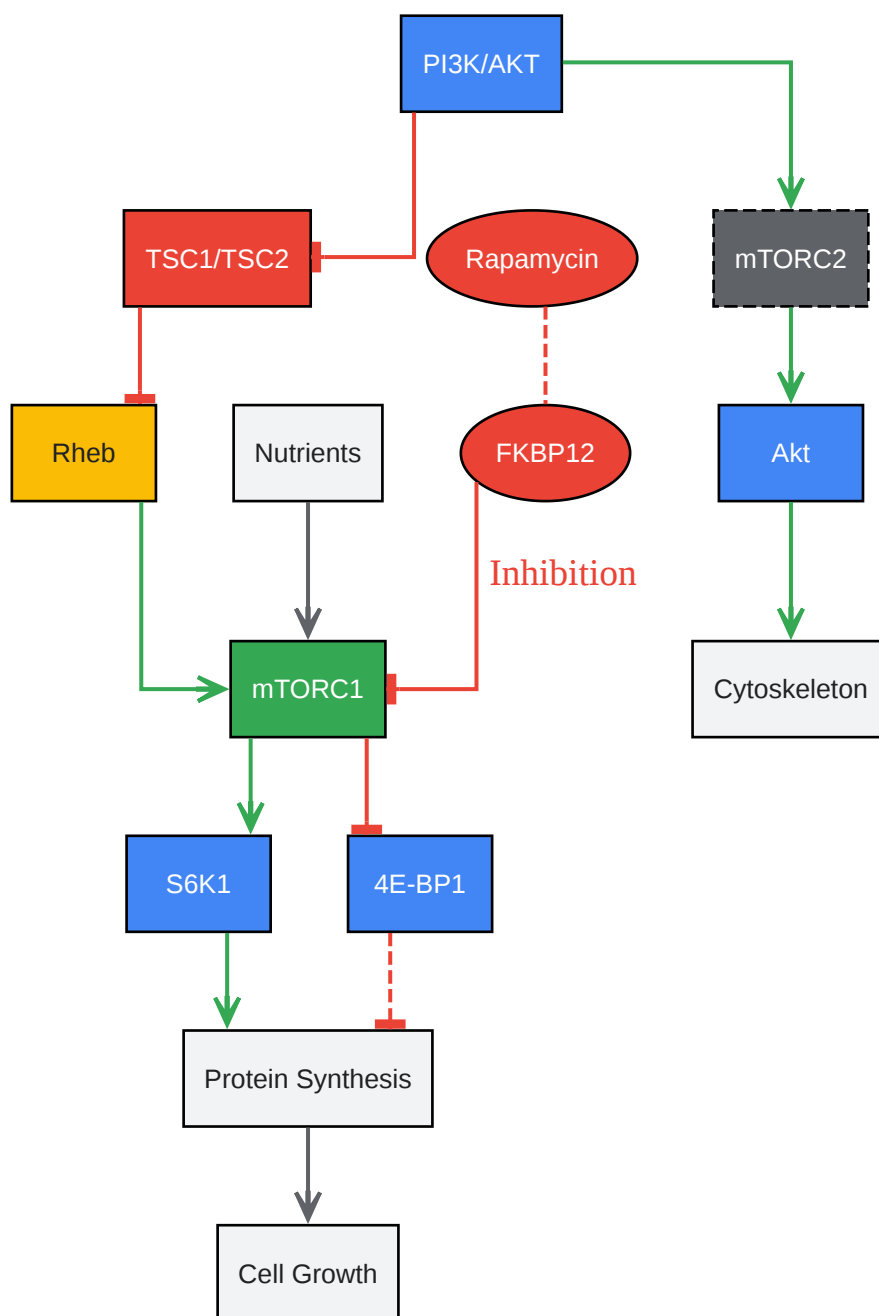 PI3K/AKT
TSC1/TSC2
Rapamycin
mTORC2
Rheb
Nutrients
FKBP12
Akt
Inhibition
mTORC1
Cytoskeleton
S6K1
4E-BP1
Protein Synthesis
Cell Growth